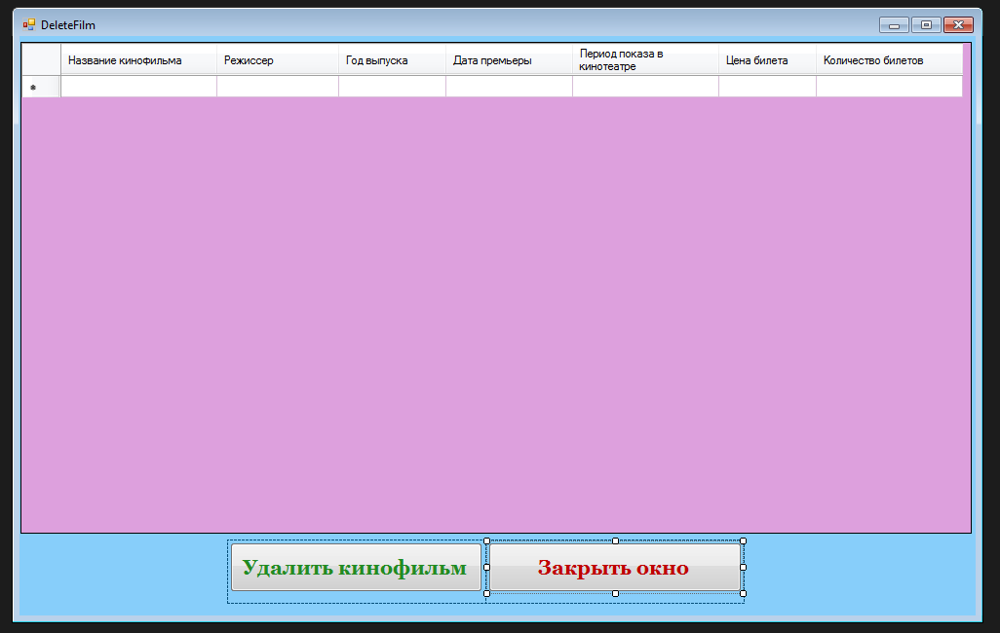 DeleteFilm
Название кинофильма
Режиссер
Год выпуска
Дата премьеры
Период показа в
кинотеатре
Цена билета
Количество билетов
Удалить кинофильм
Закрыть окно